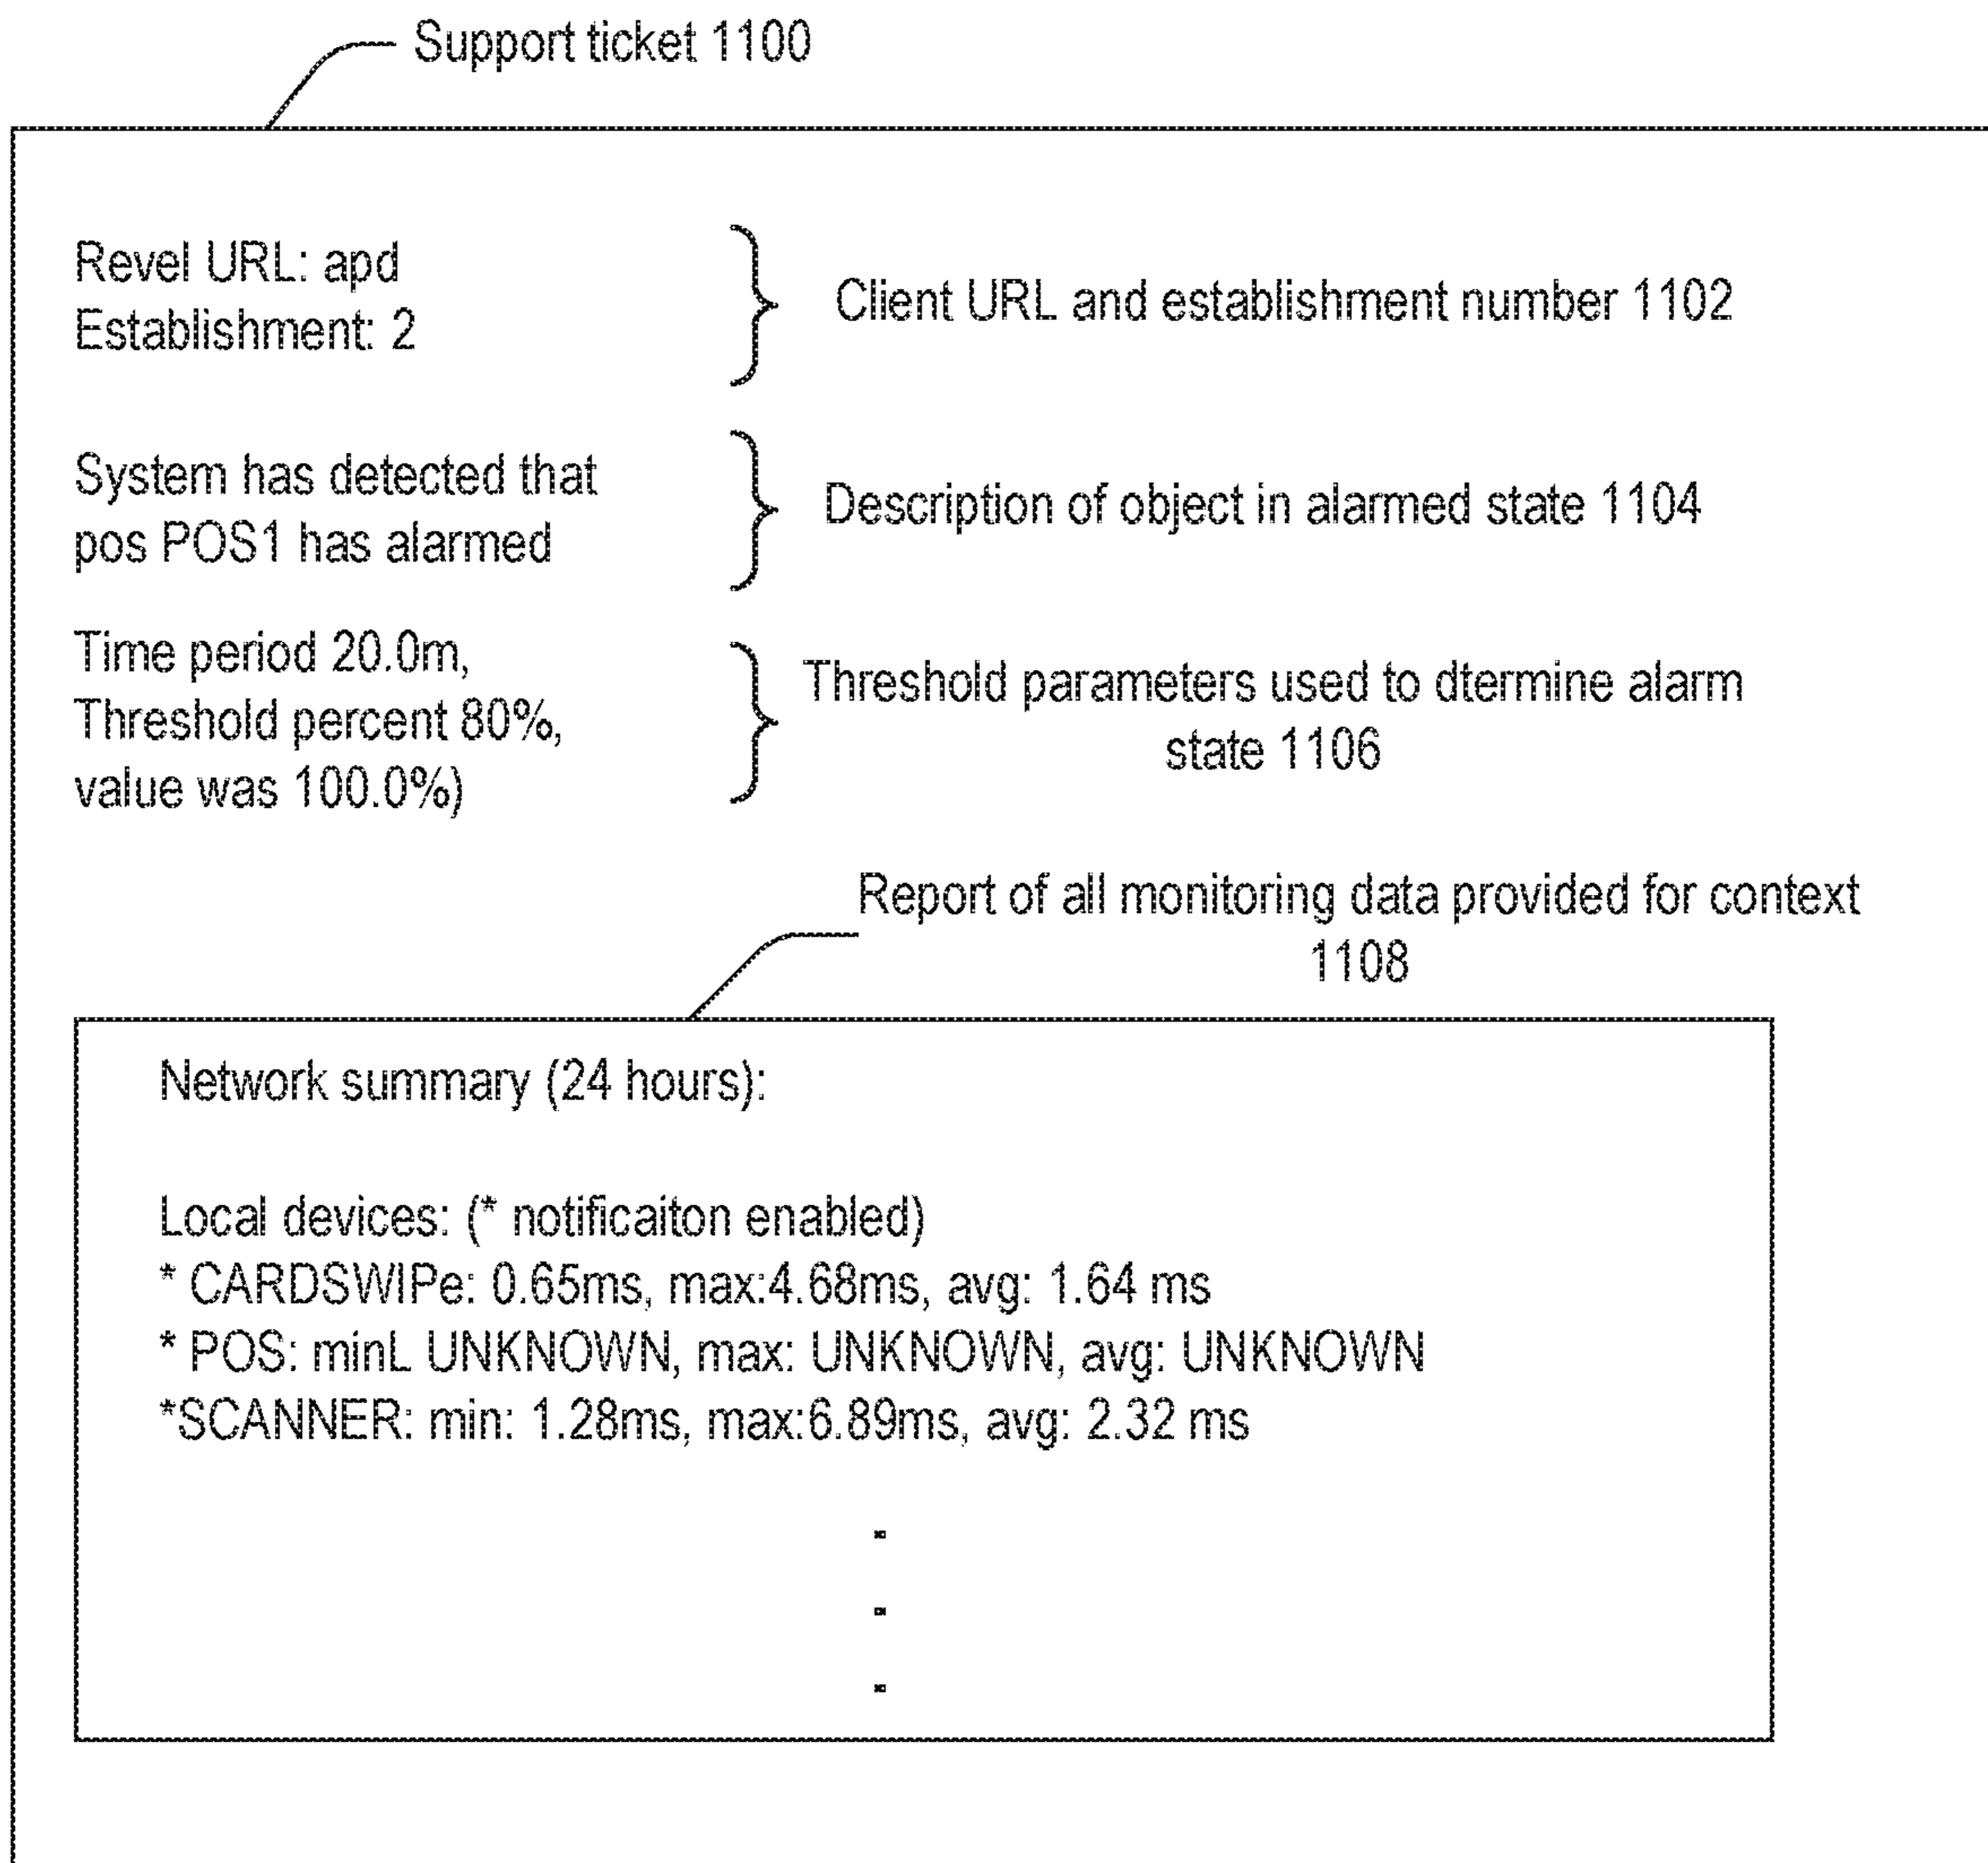 Support ticket 1100
Revel URL: apd
Establishment: 2
Client URL and establishment number 1102
System has detected that
pos POS1 has alarmed
Description of object in alarmed state 1104
Time period 20.0m,
Threshold percent 80%,
value was 100.0%)
Threshold parameters used to dtermine alarm
state 1106
Report of all monitoring data provided for context
1108
Network summary (24 hours):
Local devices: (* notificaiton enabled)
* CARDSWIPe: 0.65ms, max:4.68ms, avg: 1.64 ms
* POS: minL UNKNOWN, max: UNKNOWN, avg: UNKNOWN
*SCANNER: min: 1.28ms, max:6.89ms, avg: 2.32 ms